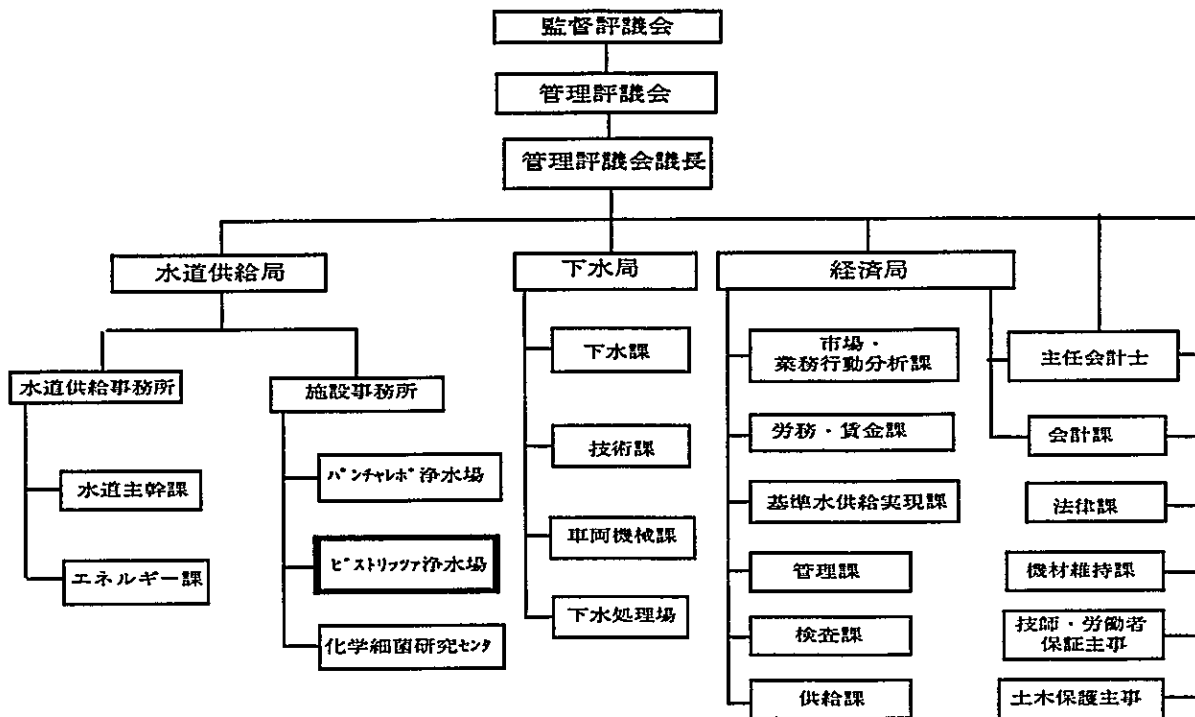 監督評議会
管理評議会
管理評議会議長
水道供給局
下水局
経済局
水道供給事務所
施設事務所
水道主幹課
エネルギー課
パンチャレボ浄水場
ビストリッツァ浄水場
化学細菌研究センタ
下水課
技術課
車両機械課
下水処理場
市場・
業務行動分析課
労務・賃金課
基準水供給実現課
管理課
検査課
供給課
主任会計士
会計課
法律課
機材維持課
技師・労働者
保証主事
土木保護主事